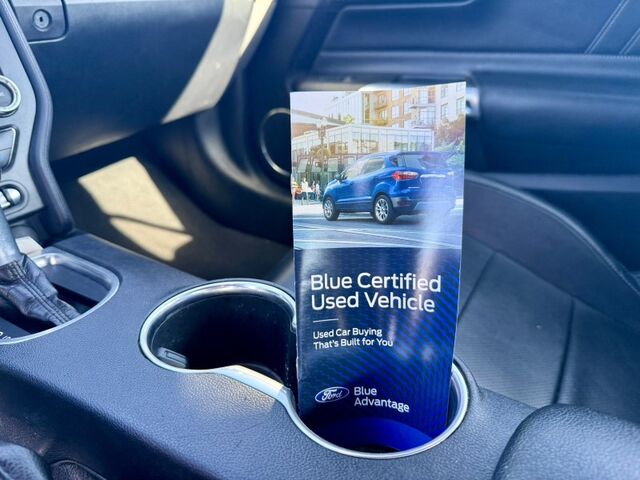 Blue Certified
Used Vehicle
Used Car Buying
That's Built for You
Ford
Blue
Advantage